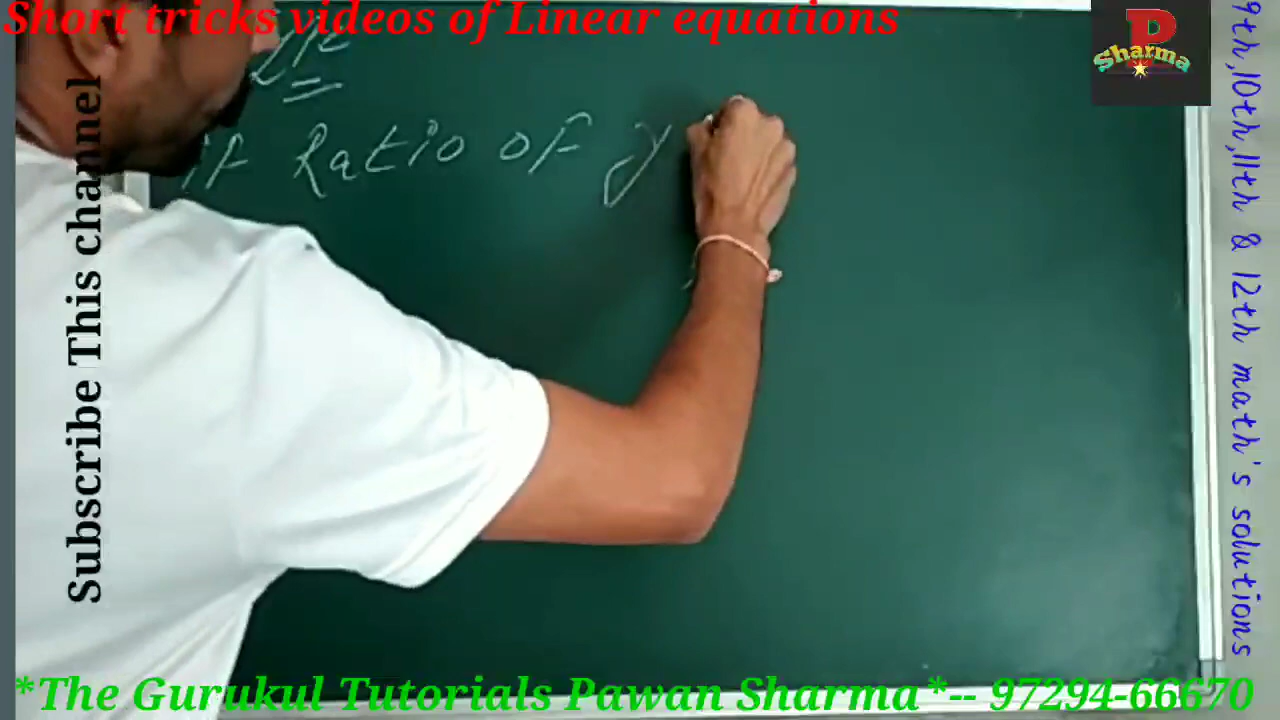 Short tricks videos of Linear equations
P
Sharma
if Ratio of y
Subscribe This channel
9th,10th,11th & 12th math's solutions
*The Gurukul Tutorials Pawan Sharma*-- 97294-66670